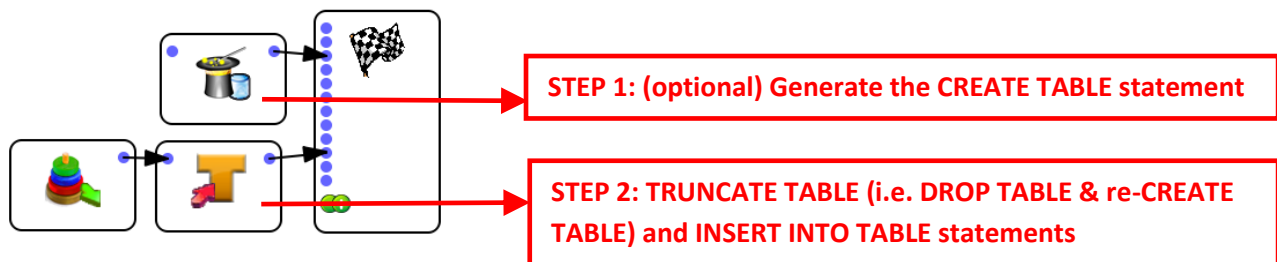 STEP 1: (optional) Generate the CREATE TABLE statement
STEP 2: TRUNCATE TABLE (i.e. DROP TABLE & re-CREATE
TABLE) and INSERT INTO TABLE statements